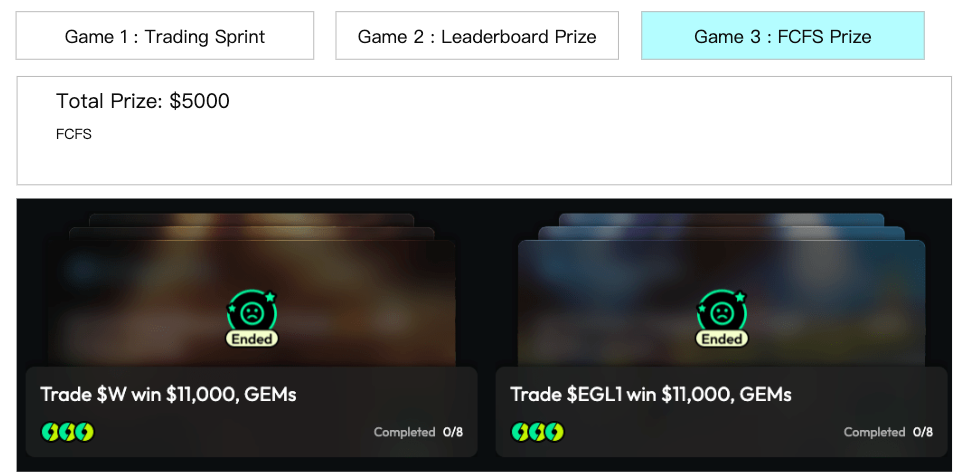 Game 1 : Trading Sprint
Game 2 : Leaderboard Prize
Game 3 : FCFS Prize
Total Prize: $5000
FCFS
Ended
Ended
Trade $W win $11,000, GEMs
Completed 0/8
Trade $EGL1 win $11,000, GEMs
Completed 0/8